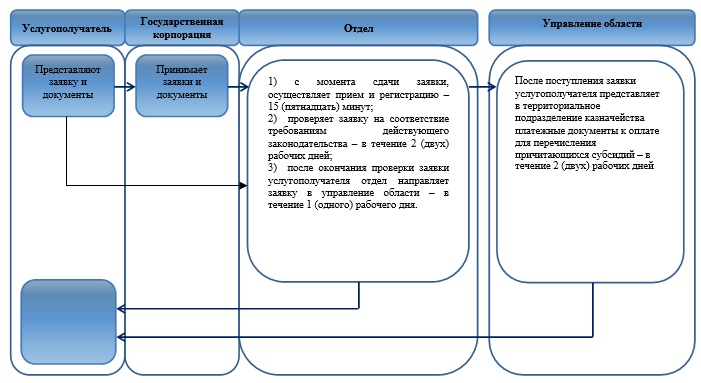 Услугополучатель
Государственная
корпорация
Отдел
Управление области
Представляют
заявку и
документы
Принимает
заявки и
документы
1) с момента сдачи заявки,
осуществляет прием и регистрацию –
15 (пятнадцать) минут;
2) проверяет заявку на соответствие
требованиям действующего
законодательства – в течение 2 (двух)
рабочих дней;
3) после окончания проверки заявки
услугополучателя отдел направляет
заявку в управление области – в
течение 1 (одного) рабочего дня.
После поступления заявки
услугополучателя представляет
в территориальное
подразделение казначейства
платежные документы к оплате
для перечисления
причитающихся субсидий – в
течение 2 (двух) рабочих дней